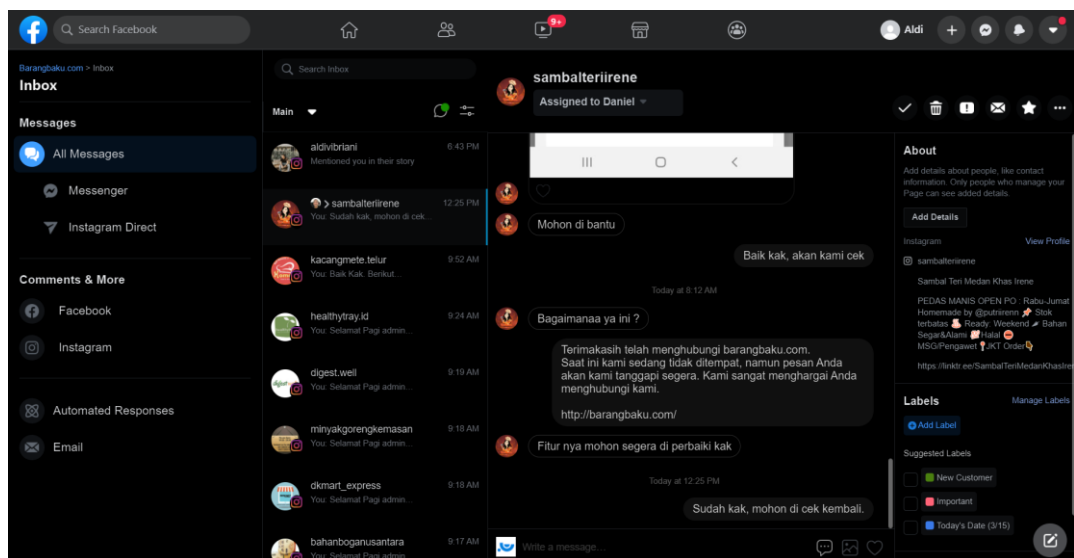 Search Facebook
9+
Aldi
Barangbaku.com > Inbox
Inbox
Messages
All Messages
Messenger
Instagram Direct
Comments & More
Facebook
Instagram
Automated Responses
Email
Search Inbox
Main
aldivibriani
6:43 PM
Mentioned you in their story
sambalteriirene
12:25 PM
You: Sudah kak, mohon di cek...
kacangmete.telur
9:52 AM
You: Baik Kak. Berikut...
healthytray.id
9:24 AM
You: Selamat Pagi admin...
digest.well
9:19 AM
You: Selamat Pagi admin...
minyakgorengkemasan
9:18 AM
You: Selamat Pagi admin...
dkmart_express
9:18 AM
You: Selamat Pagi admin...
bahanboganusantara
9:17 AM
You: Selamat Pagi admin...
sambalteriirene
Assigned to Daniel
Mohon di bantu
Baik kak, akan kami cek
Today at 8:12 AM
Bagaimanaa ya ini ?
Terimakasih telah menghubungi barangbaku.com.
Saat ini kami sedang tidak ditempat, namun pesan Anda
akan kami tanggapi segera. Kami sangat menghargai Anda
menghubungi kami.
http://barangbaku.com/
Fitur nya mohon segera di perbaiki kak
Today at 12:25 PM
Sudah kak, mohon di cek kembali.
Write a message...
About
Add details about people, like contact
information. Only people who manage your
Page can see added details.
Add Details
Instagram
View Profile
sambalteriirene
Sambal Teri Medan Khas Irene
PEDAS MANIS OPEN PO : Rabu-Jumat
Homemade by @putriirenn 📌 Stok
terbatas Ready: Weekend Bahan
Segar&Alami Halal
MSG/Pengawet JKT Order
https://linktr.ee/SambalTeriMedanKhasIren
Labels
Manage Labels
Add Label
Suggested Labels
New Customer
Important
Today's Date (3/15)